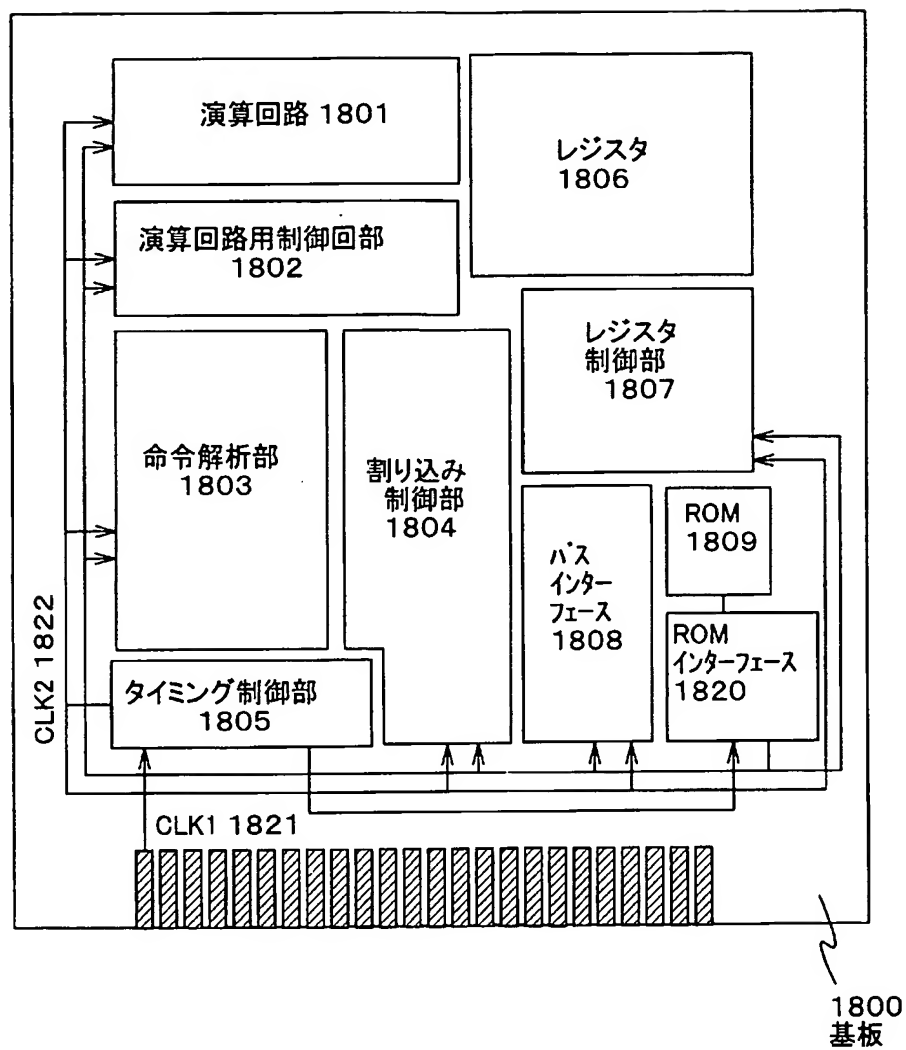 演算回路 1801
レジスタ
1806
演算回路用制御回部
1802
レジスタ
制御部
1807
命令解析部
1803
割り込み
制御部
1804
バス
インター
フェース
1808
ROM
1809
ROM
インターフェース
1820
タイミング制御部
1805
CLK2 1822
CLK1 1821
1800
基板